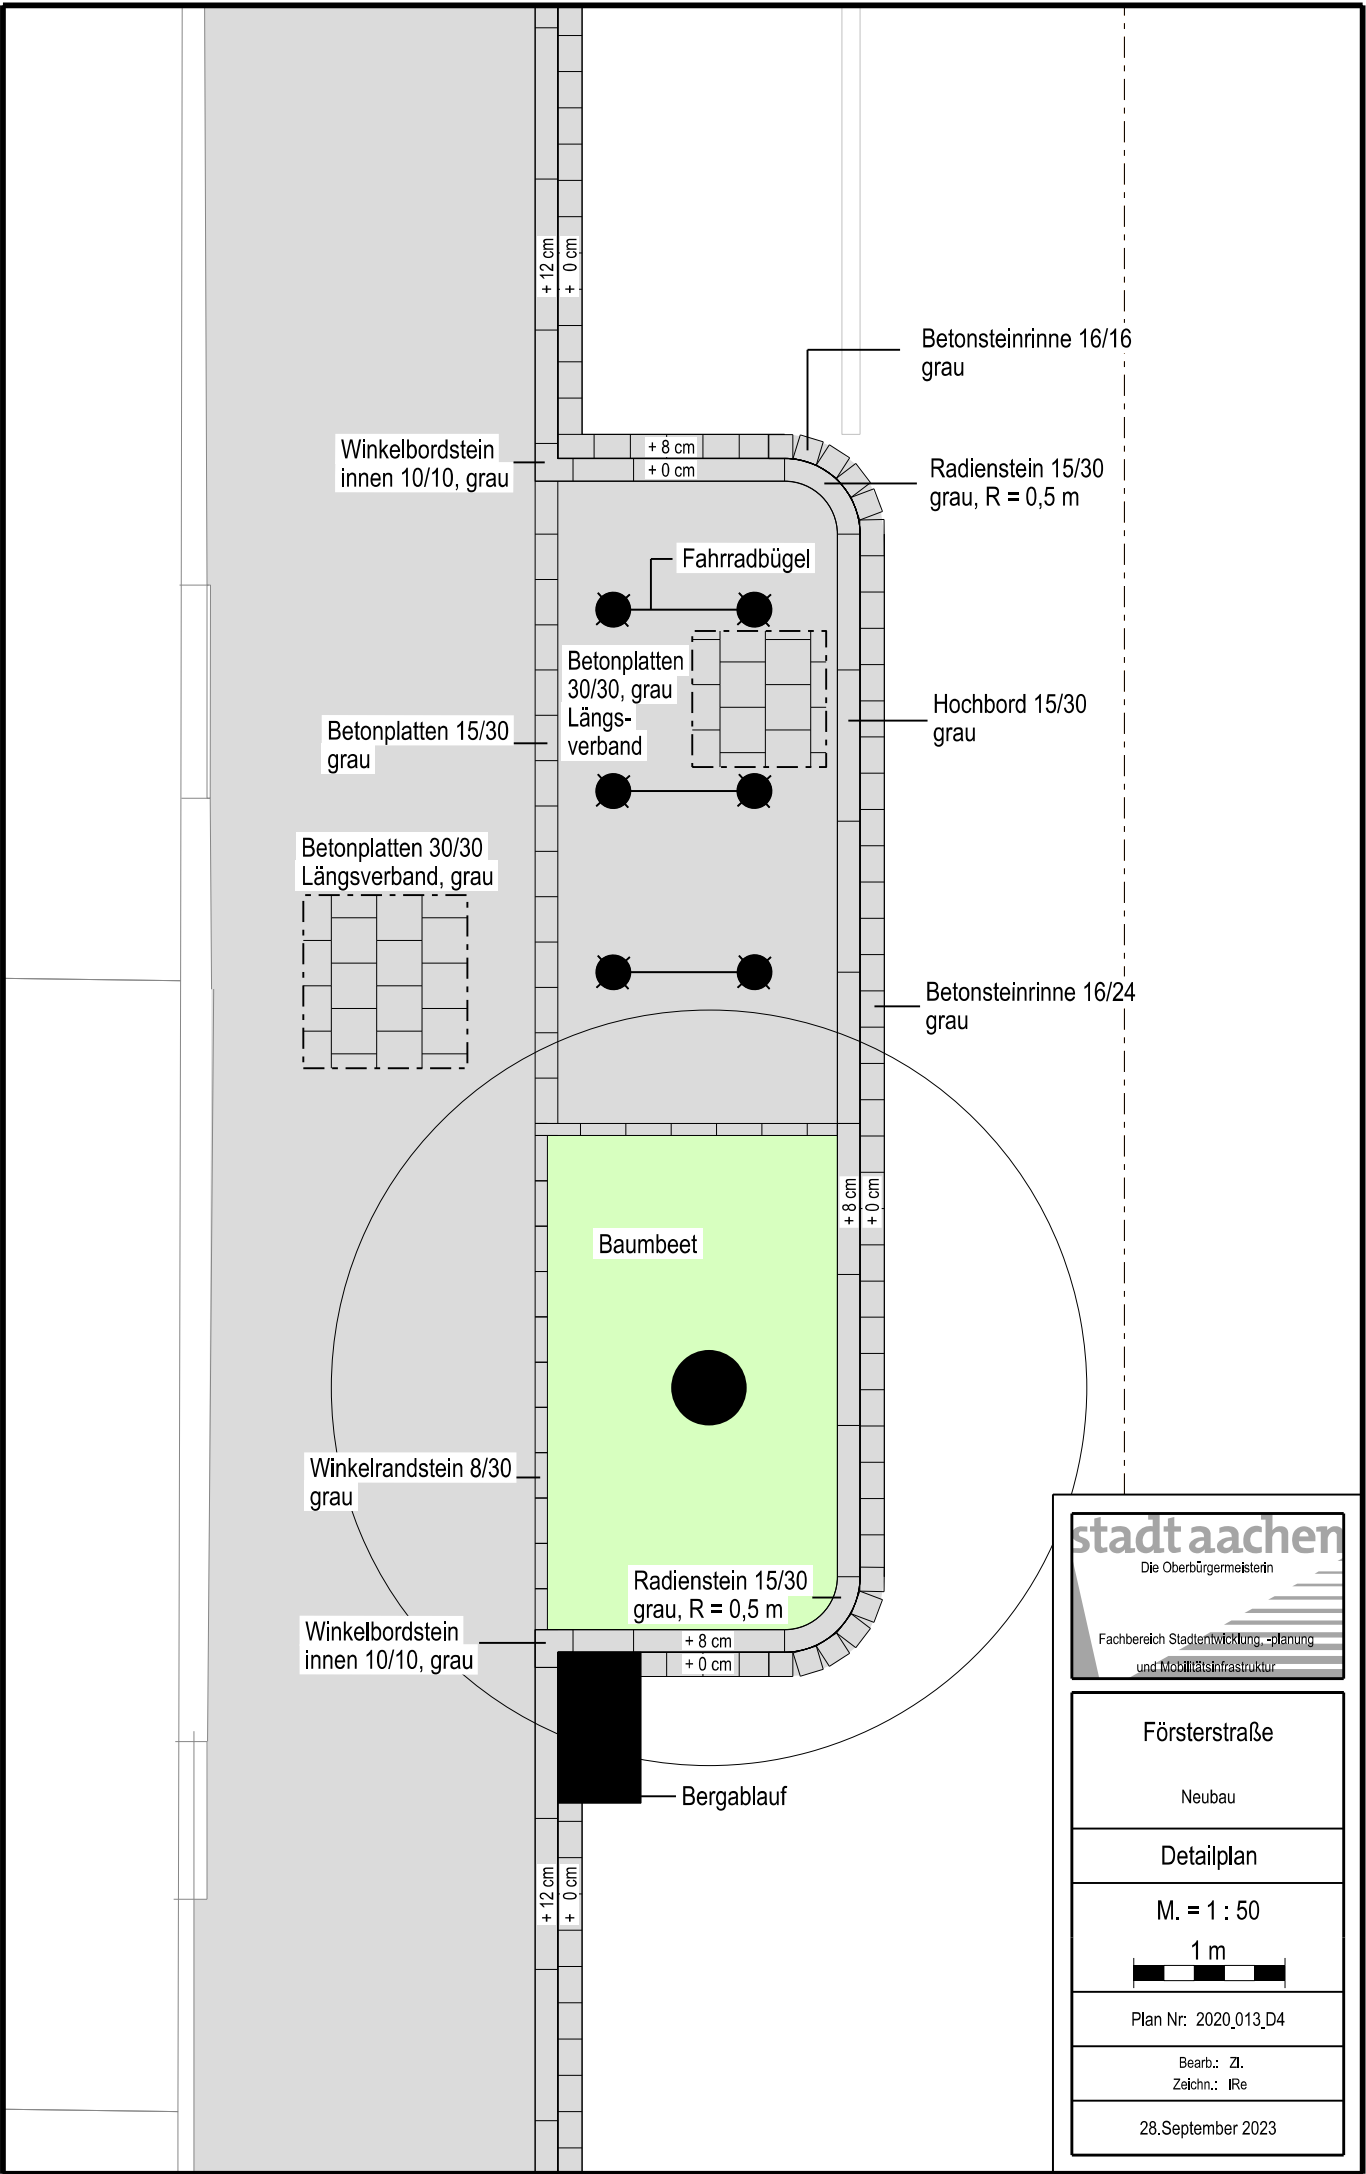 + 12 cm
+ 0 cm
Betonsteinrinne 16/16
grau
Winkelbordstein
innen 10/10, grau
+ 8 cm
+ 0 cm
Radienstein 15/30
grau, R = 0,5 m
Fahrradbügel
Betonplatten
30/30, grau
Längs-
verband
Betonplatten 15/30
grau
Hochbord 15/30
grau
Betonplatten 30/30
Längsverband, grau
Betonsteinrinne 16/24
grau
+ 8 cm
+ 0 cm
Baumbeet
Winkelrandstein 8/30
grau
Radienstein 15/30
grau, R = 0,5 m
Winkelbordstein
innen 10/10, grau
+ 8 cm
+ 0 cm
Bergablauf
+ 12 cm
+ 0 cm
stadt aachen
Die Oberbürgermeisterin
Fachbereich Stadtentwicklung, -planung
und Mobilitätsinfrastruktur
Försterstraße
Neubau
Detailplan
M. = 1 : 50
1 m
Plan Nr: 2020_013_D4
Bearb.: Zl.
Zeichn.: IRe
28.September 2023